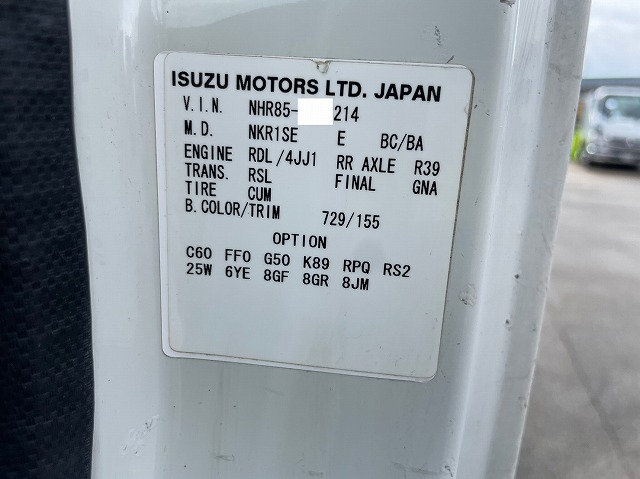 ISUZU MOTORS LTD. JAPAN
V.I.N. NHR85- 214
M.D. NKR1SE E BC/BA
ENGINE RDL/4JJ1 RR AXLE R39
TRANS. RSL FINAL GNA
TIRE CUM
B.COLOR/TRIM 729/155
OPTION
C60 FF0 G50 K89 RPQ RS2
25W 6YE 8GF 8GR 8JM